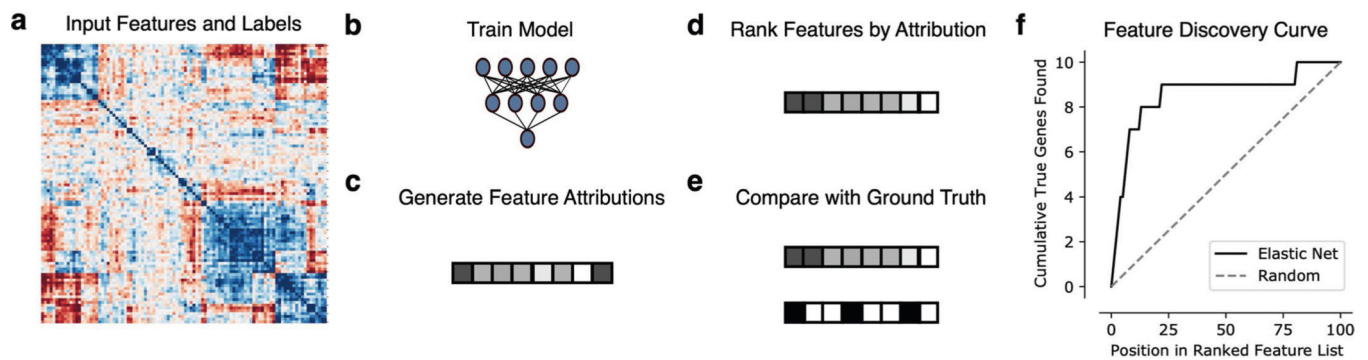 a
Input Features and Labels
b
Train Model
c
Generate Feature Attributions
d
Rank Features by Attribution
e
Compare with Ground Truth
f
Feature Discovery Curve
Cumulative True Genes Found
10
8
6
4
2
0
Elastic Net
Random
0
25
50
75
100
Position in Ranked Feature List